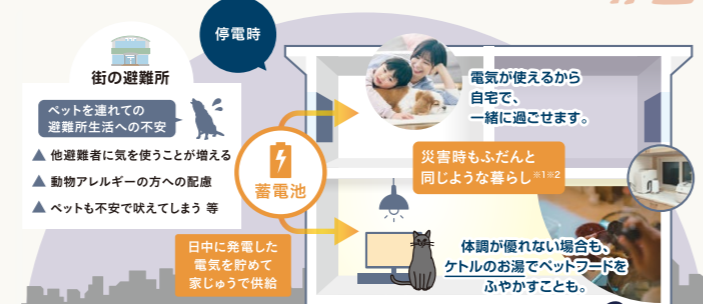 停電時
街の避難所
ペットを連れての
避難所生活への不安
▲ 他避難者に気を使うことが増える
▲ 動物アレルギーの方への配慮
▲ ペットも不安で吠えてしまう 等
蓄電池
日中に発電した
電気を貯めて
家じゅうで供給
電気が使えるから
自宅で、
一緒に過ごせます。
災害時もふだんと
同じような暮らし※1※2
体調が優れない場合も、
ケトルのお湯でペットフードを
ふやかすことも。